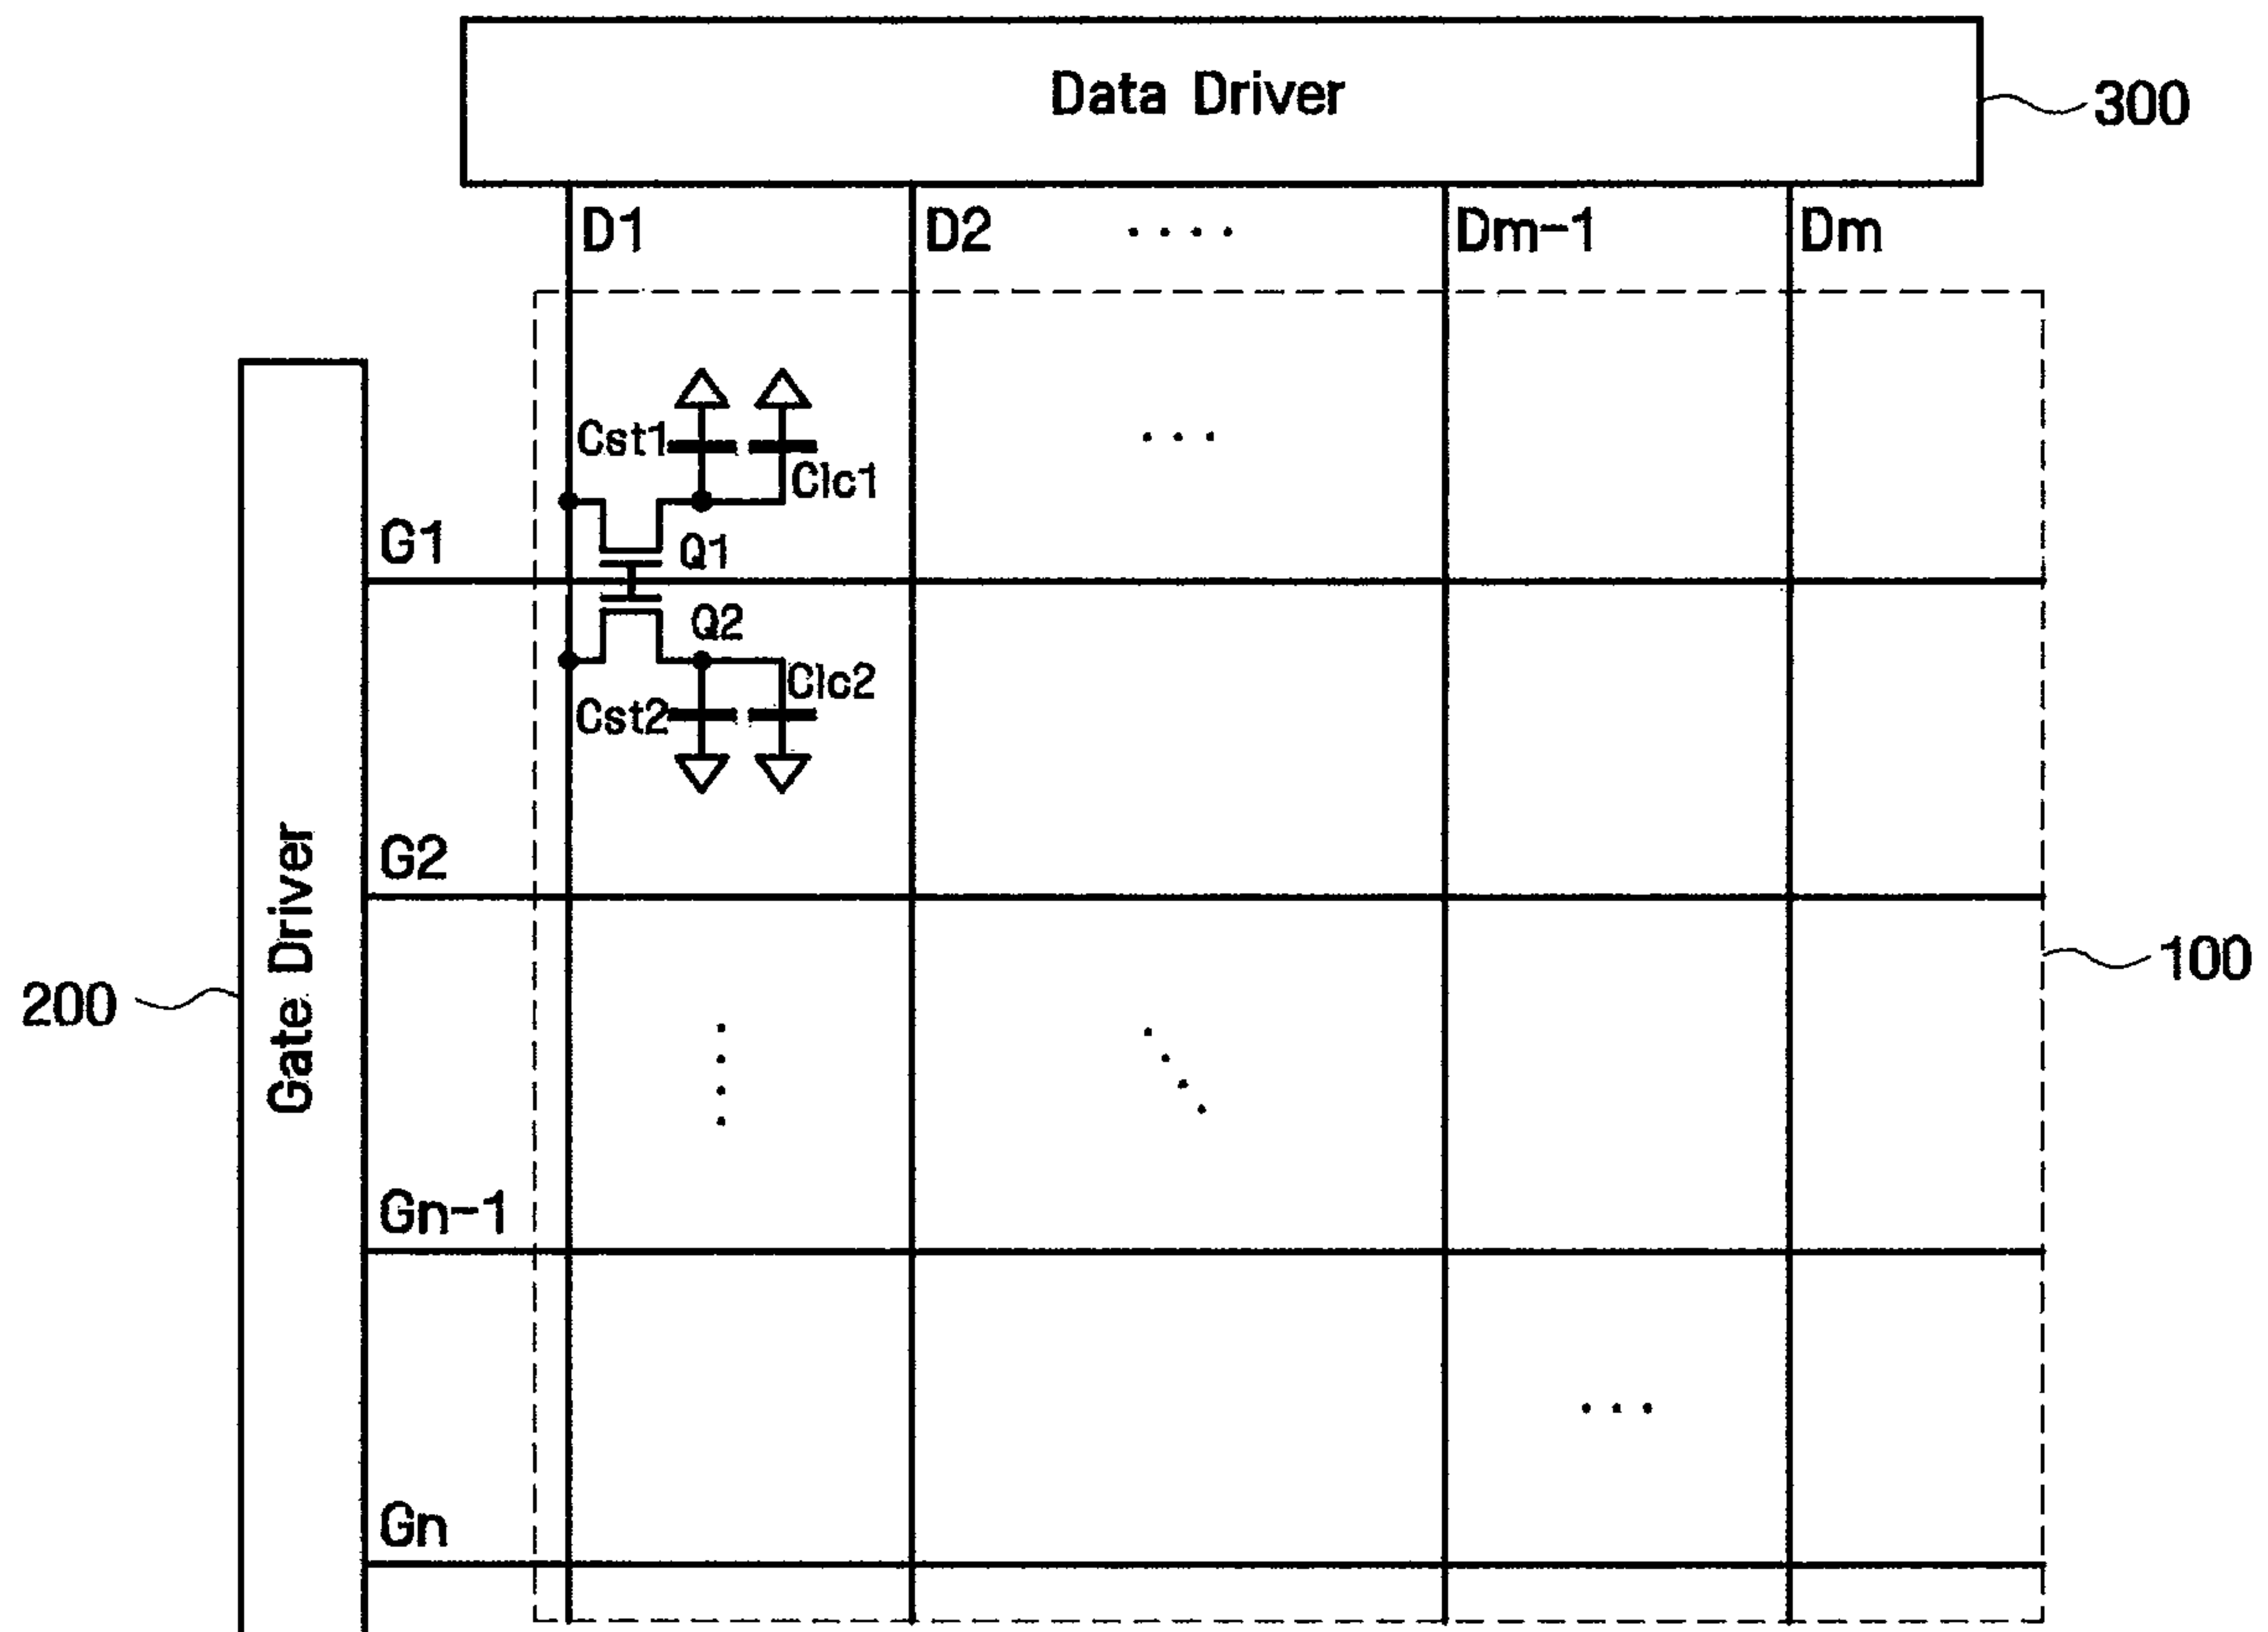 Data Driver
300
D1
D2
....
Dm-1
Dm
Cst1
Clc1
...
G1
Q1
Q2
Clc2
Cst2
G2
Gate Driver
100
200
Gn-1
...
Gn